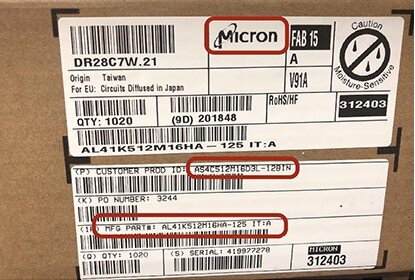 Micron
FAB 15
Caution
Moisture-Sensitive
DR28C7W.21
A
Origin Taiwan
For EU: Circuits Diffused in Japan
V91A
RoHS/HF
312403
QTY: 1020
(9D) 201848
AL41K512M16HA-125 IT:A
(P) CUSTOMER PROD ID: AS4C512M16D3L-12BIN
(K) PO NUMBER: 3244
MFG PART#: AL41K512M16HA-125 IT:A
(Q) QTY: 1020
(S) SERIAL: 419977278
MICRON
312403